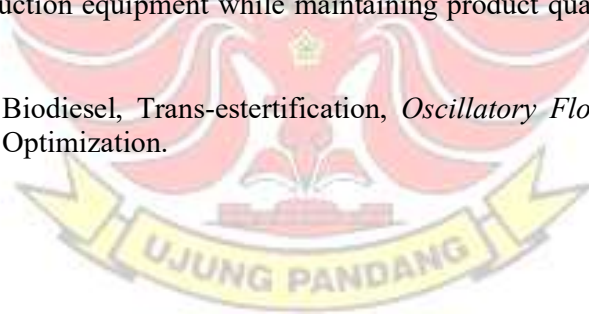 uction equipment while maintaining product qua
Biodiesel, Trans-estertification, Oscillatory Flo
Optimization.
UJUNG PANDANG